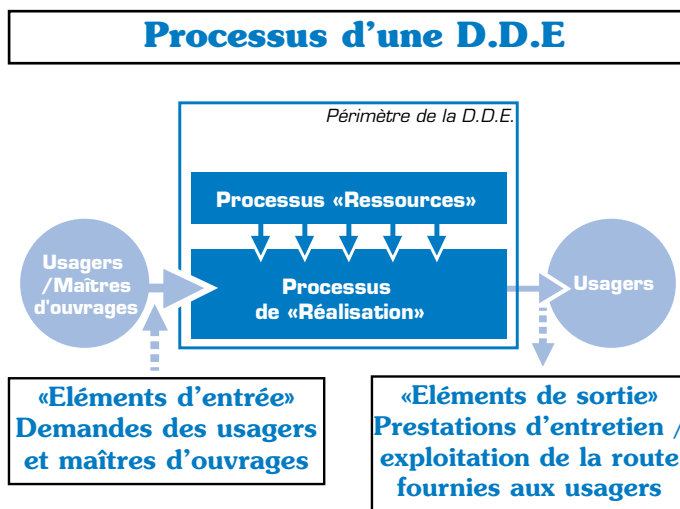 Processus d'une D.D.E
Périmètre de la D.D.E.
Processus «Ressources»
Usagers
/Maîtres
d'ouvrages
Processus
de «Réalisation»
Usagers
«Eléments d'entrée»
Demandes des usagers
et maîtres d'ouvrages
«Eléments de sortie»
Prestations d'entretien /
exploitation de la route
fournies aux usagers